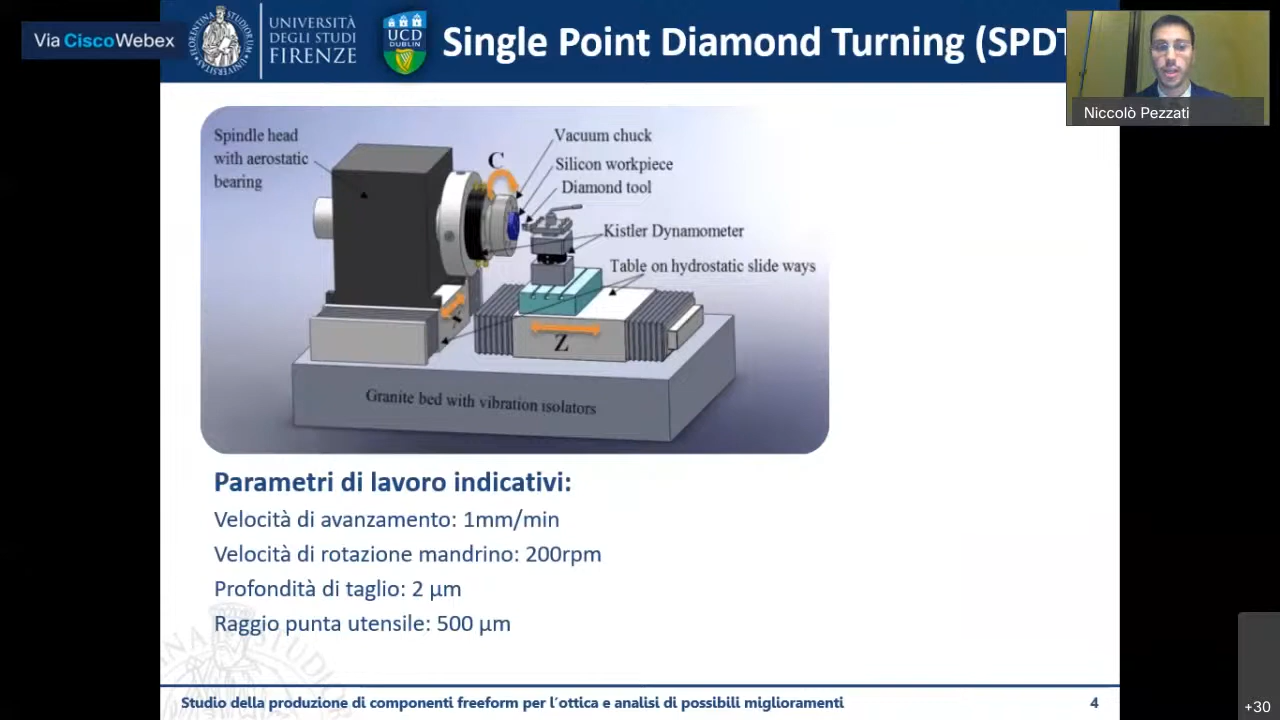 Via CiscoWebex
UNIVERSITÀ
DEGLI STUDI
FIRENZE
UCD
DUBLIN
Single Point Diamond Turning (SPDT
Niccolò Pezzati
Spindle head
with aerostatic
bearing
C
Vacuum chuck
Silicon workpiece
Diamond tool
Kistler Dynamometer
Table on hydrostatic slide ways
X
Z
Granite bed with vibration isolators
Parametri di lavoro indicativi:
Velocità di avanzamento: 1mm/min
Velocità di rotazione mandrino: 200rpm
Profondità di taglio: 2 µm
Raggio punta utensile: 500 µm
Studio della produzione di componenti freeform per l'ottica e analisi di possibili miglioramenti
4
+30